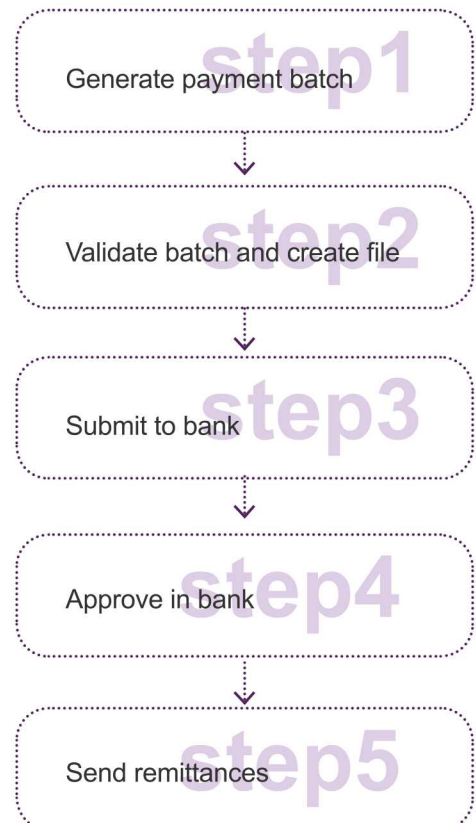 step1
Generate payment batch
step2
Validate batch and create file
step3
Submit to bank
step4
Approve in bank
step5
Send remittances